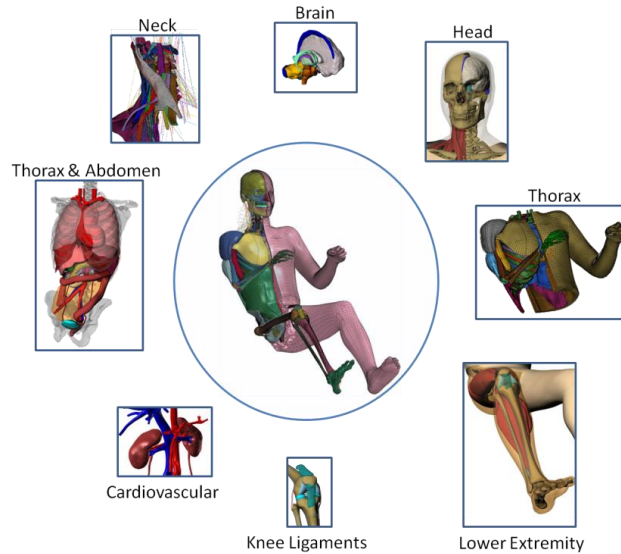 Brain
Neck
Head
Thorax & Abdomen
Thorax
Cardiovascular
Knee Ligaments
Lower Extremity